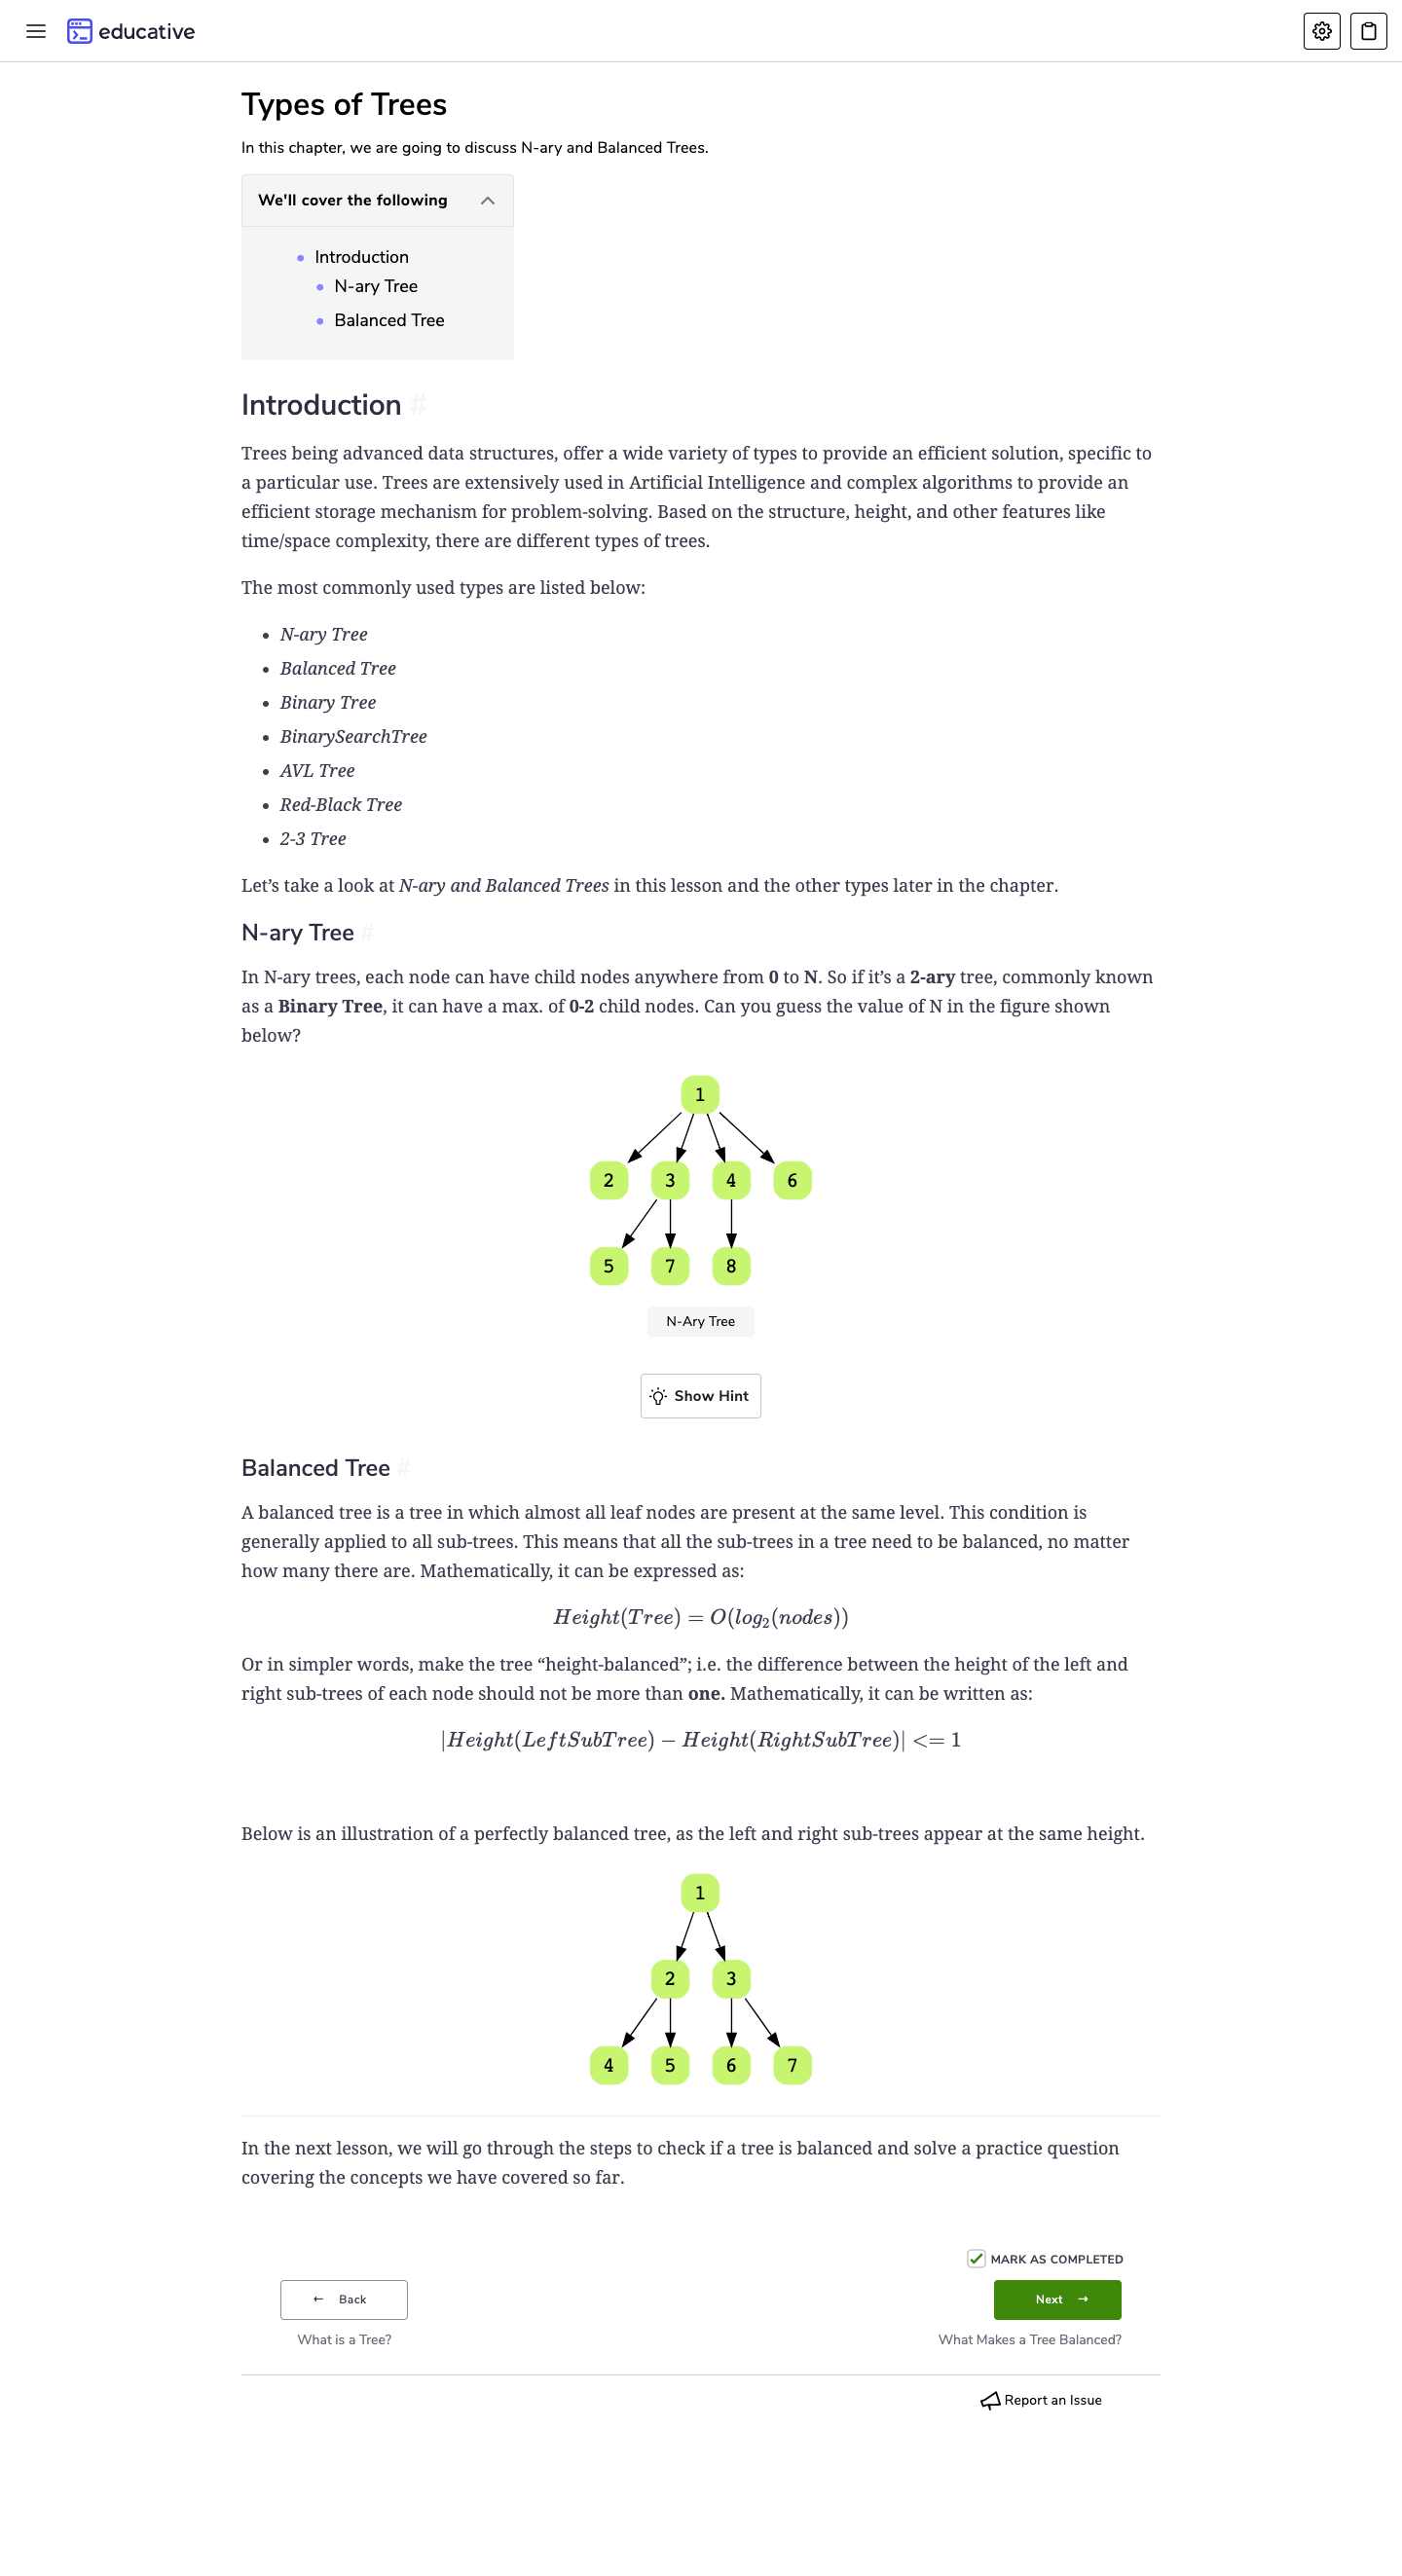 educative
Types of Trees
In this chapter, we are going to discuss N-ary and Balanced Trees.
We'll cover the following
Introduction
N-ary Tree
Balanced Tree
Introduction #
Trees being advanced data structures, offer a wide variety of types to provide an efficient solution, specific to
a particular use. Trees are extensively used in Artificial Intelligence and complex algorithms to provide an
efficient storage mechanism for problem-solving. Based on the structure, height, and other features like
time/space complexity, there are different types of trees.
The most commonly used types are listed below:
• N-ary Tree
• Balanced Tree
• Binary Tree
• BinarySearchTree
• AVL Tree
• Red-Black Tree
• 2-3 Tree
Let’s take a look at N-ary and Balanced Trees in this lesson and the other types later in the chapter.
N-ary Tree #
In N-ary trees, each node can have child nodes anywhere from 0 to N. So if it’s a 2-ary tree, commonly known
as a Binary Tree, it can have a max. of 0-2 child nodes. Can you guess the value of N in the figure shown
below?
1
2 3 4 6
5 7 8
N-Ary Tree
Show Hint
Balanced Tree #
A balanced tree is a tree in which almost all leaf nodes are present at the same level. This condition is
generally applied to all sub-trees. This means that all the sub-trees in a tree need to be balanced, no matter
how many there are. Mathematically, it can be expressed as:
Height(Tree) = O(log₂(nodes))
Or in simpler words, make the tree “height-balanced”; i.e. the difference between the height of the left and
right sub-trees of each node should not be more than one. Mathematically, it can be written as:
|Height(LeftSubTree) − Height(RightSubTree)| <= 1
Below is an illustration of a perfectly balanced tree, as the left and right sub-trees appear at the same height.
1
2 3
4 5 6 7
In the next lesson, we will go through the steps to check if a tree is balanced and solve a practice question
covering the concepts we have covered so far.
MARK AS COMPLETED
← Back
Next →
What is a Tree?
What Makes a Tree Balanced?
Report an Issue